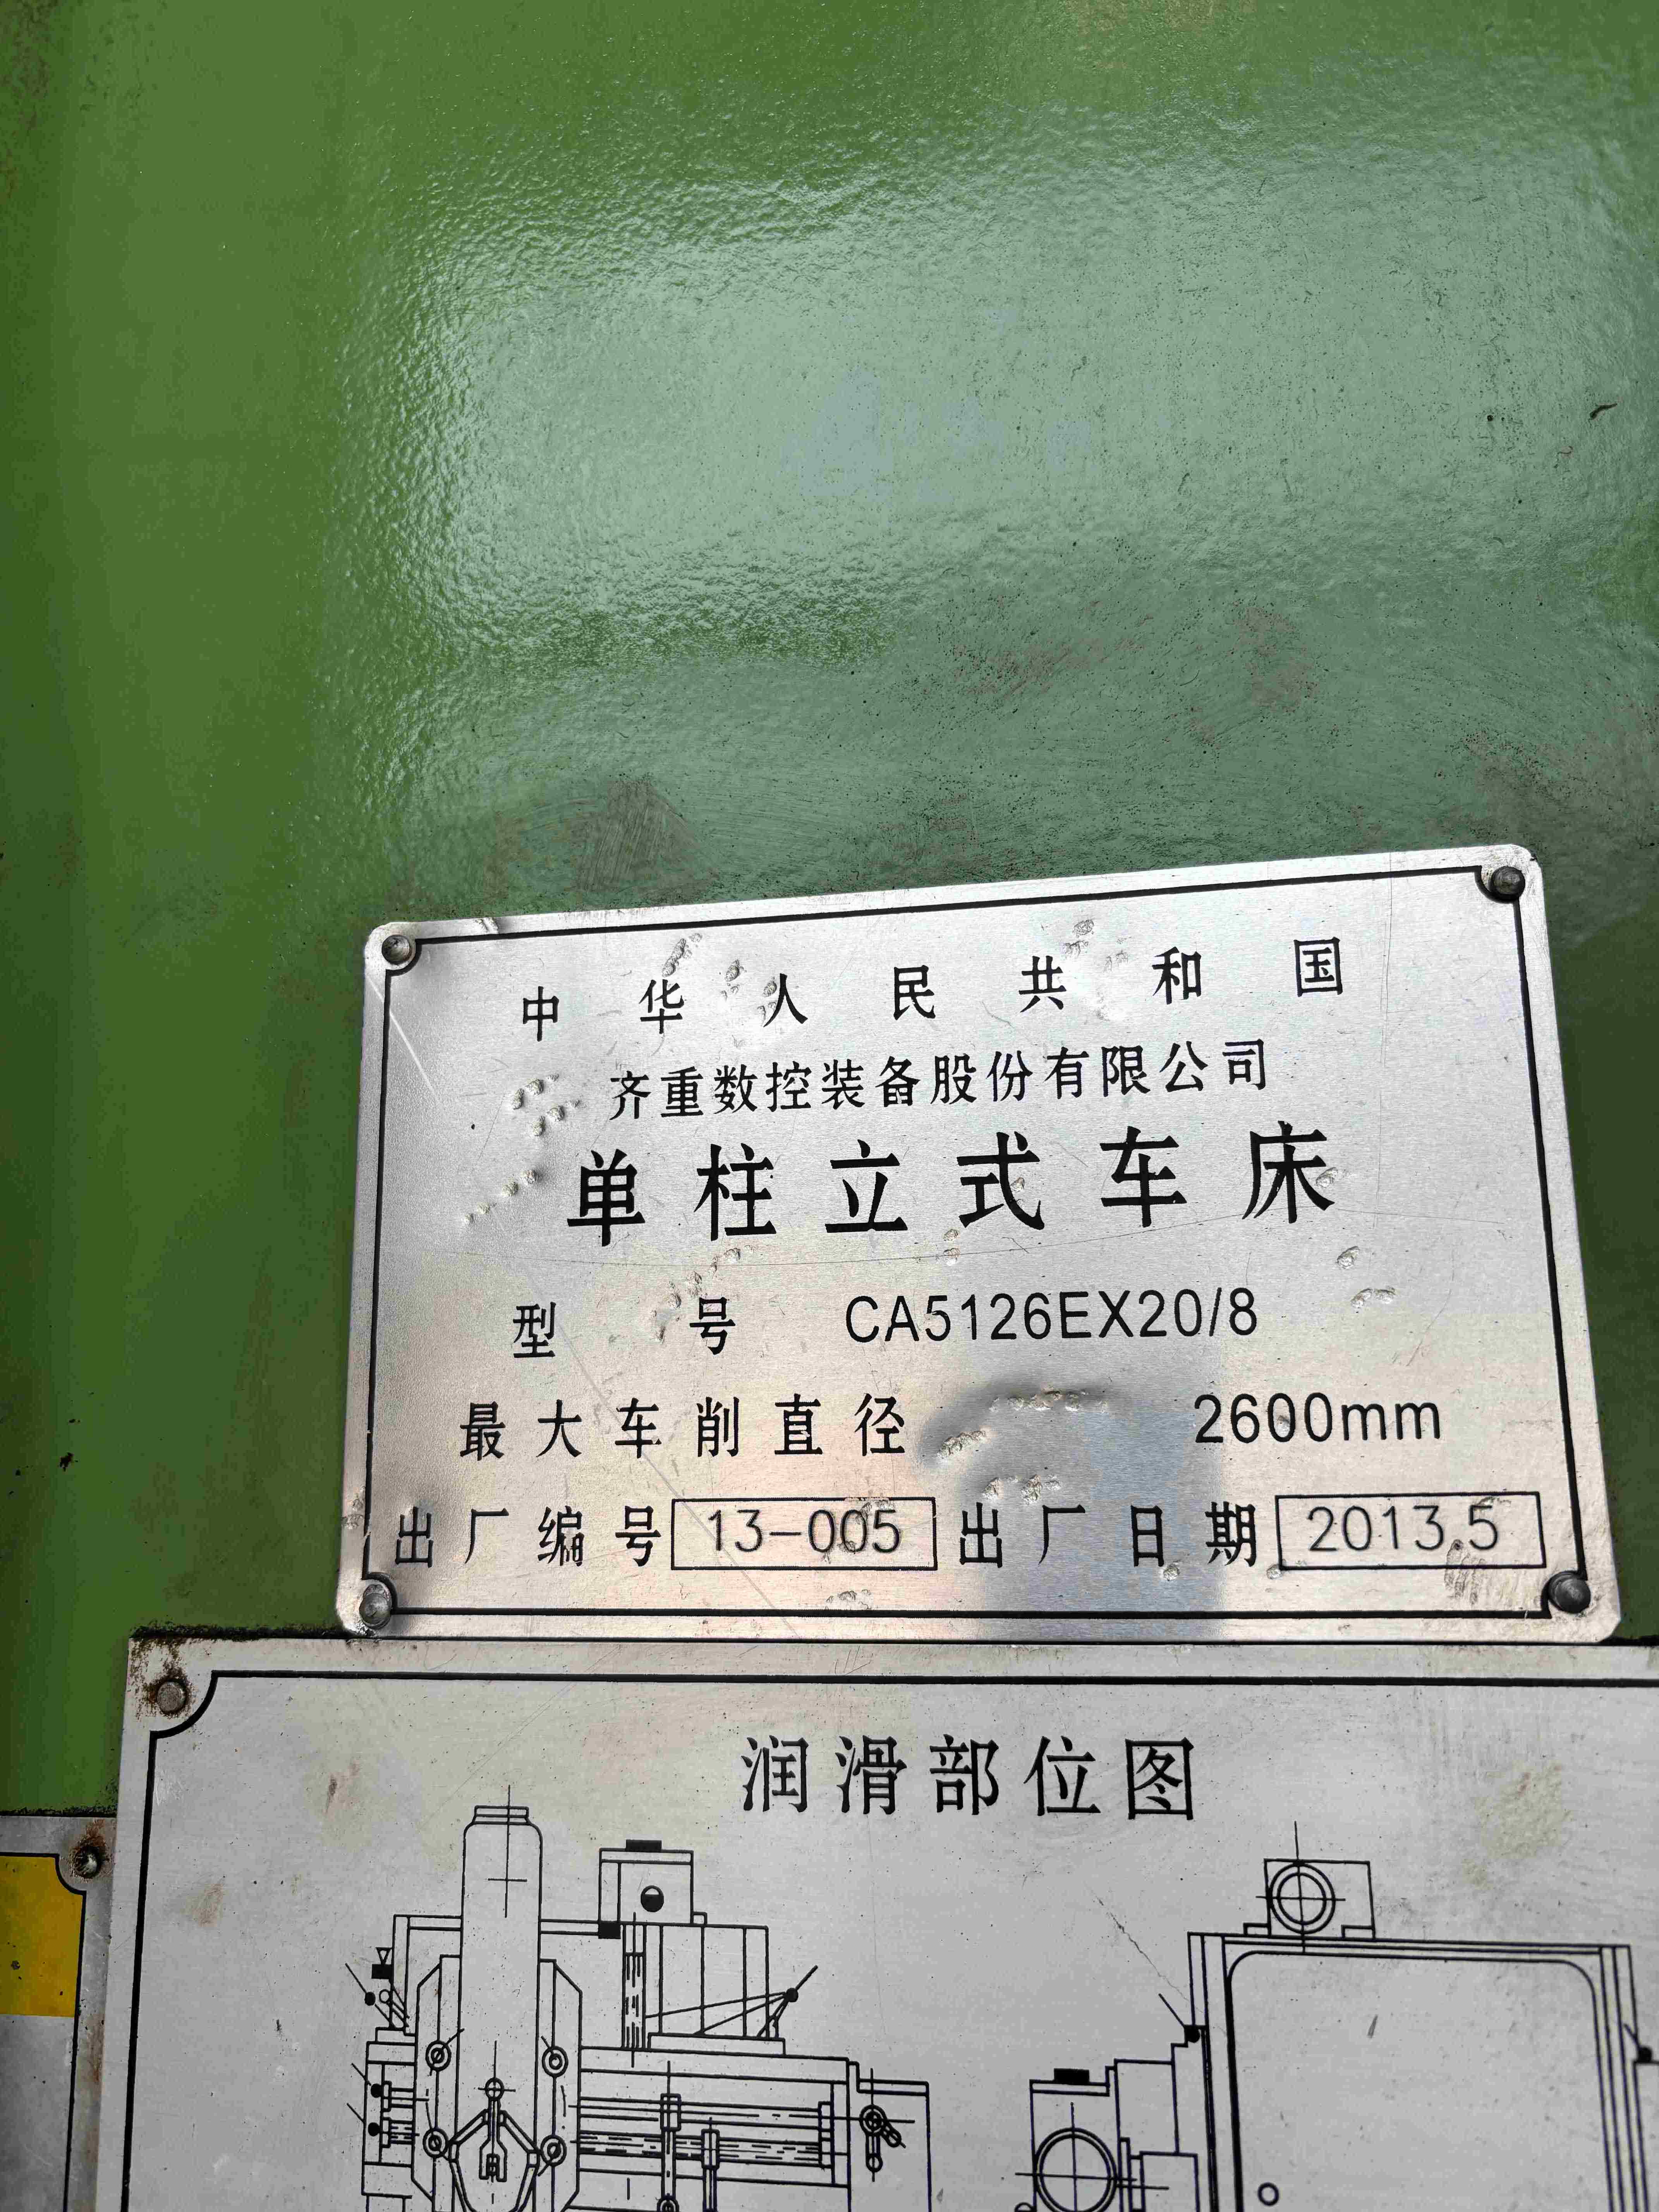 中华人民共和国
齐重数控装备股份有限公司
单柱立式车床
型号 CA5126EX20/8
最大车削直径 2600mm
出厂编号 13-005 出厂日期 2013.5
润滑部位图